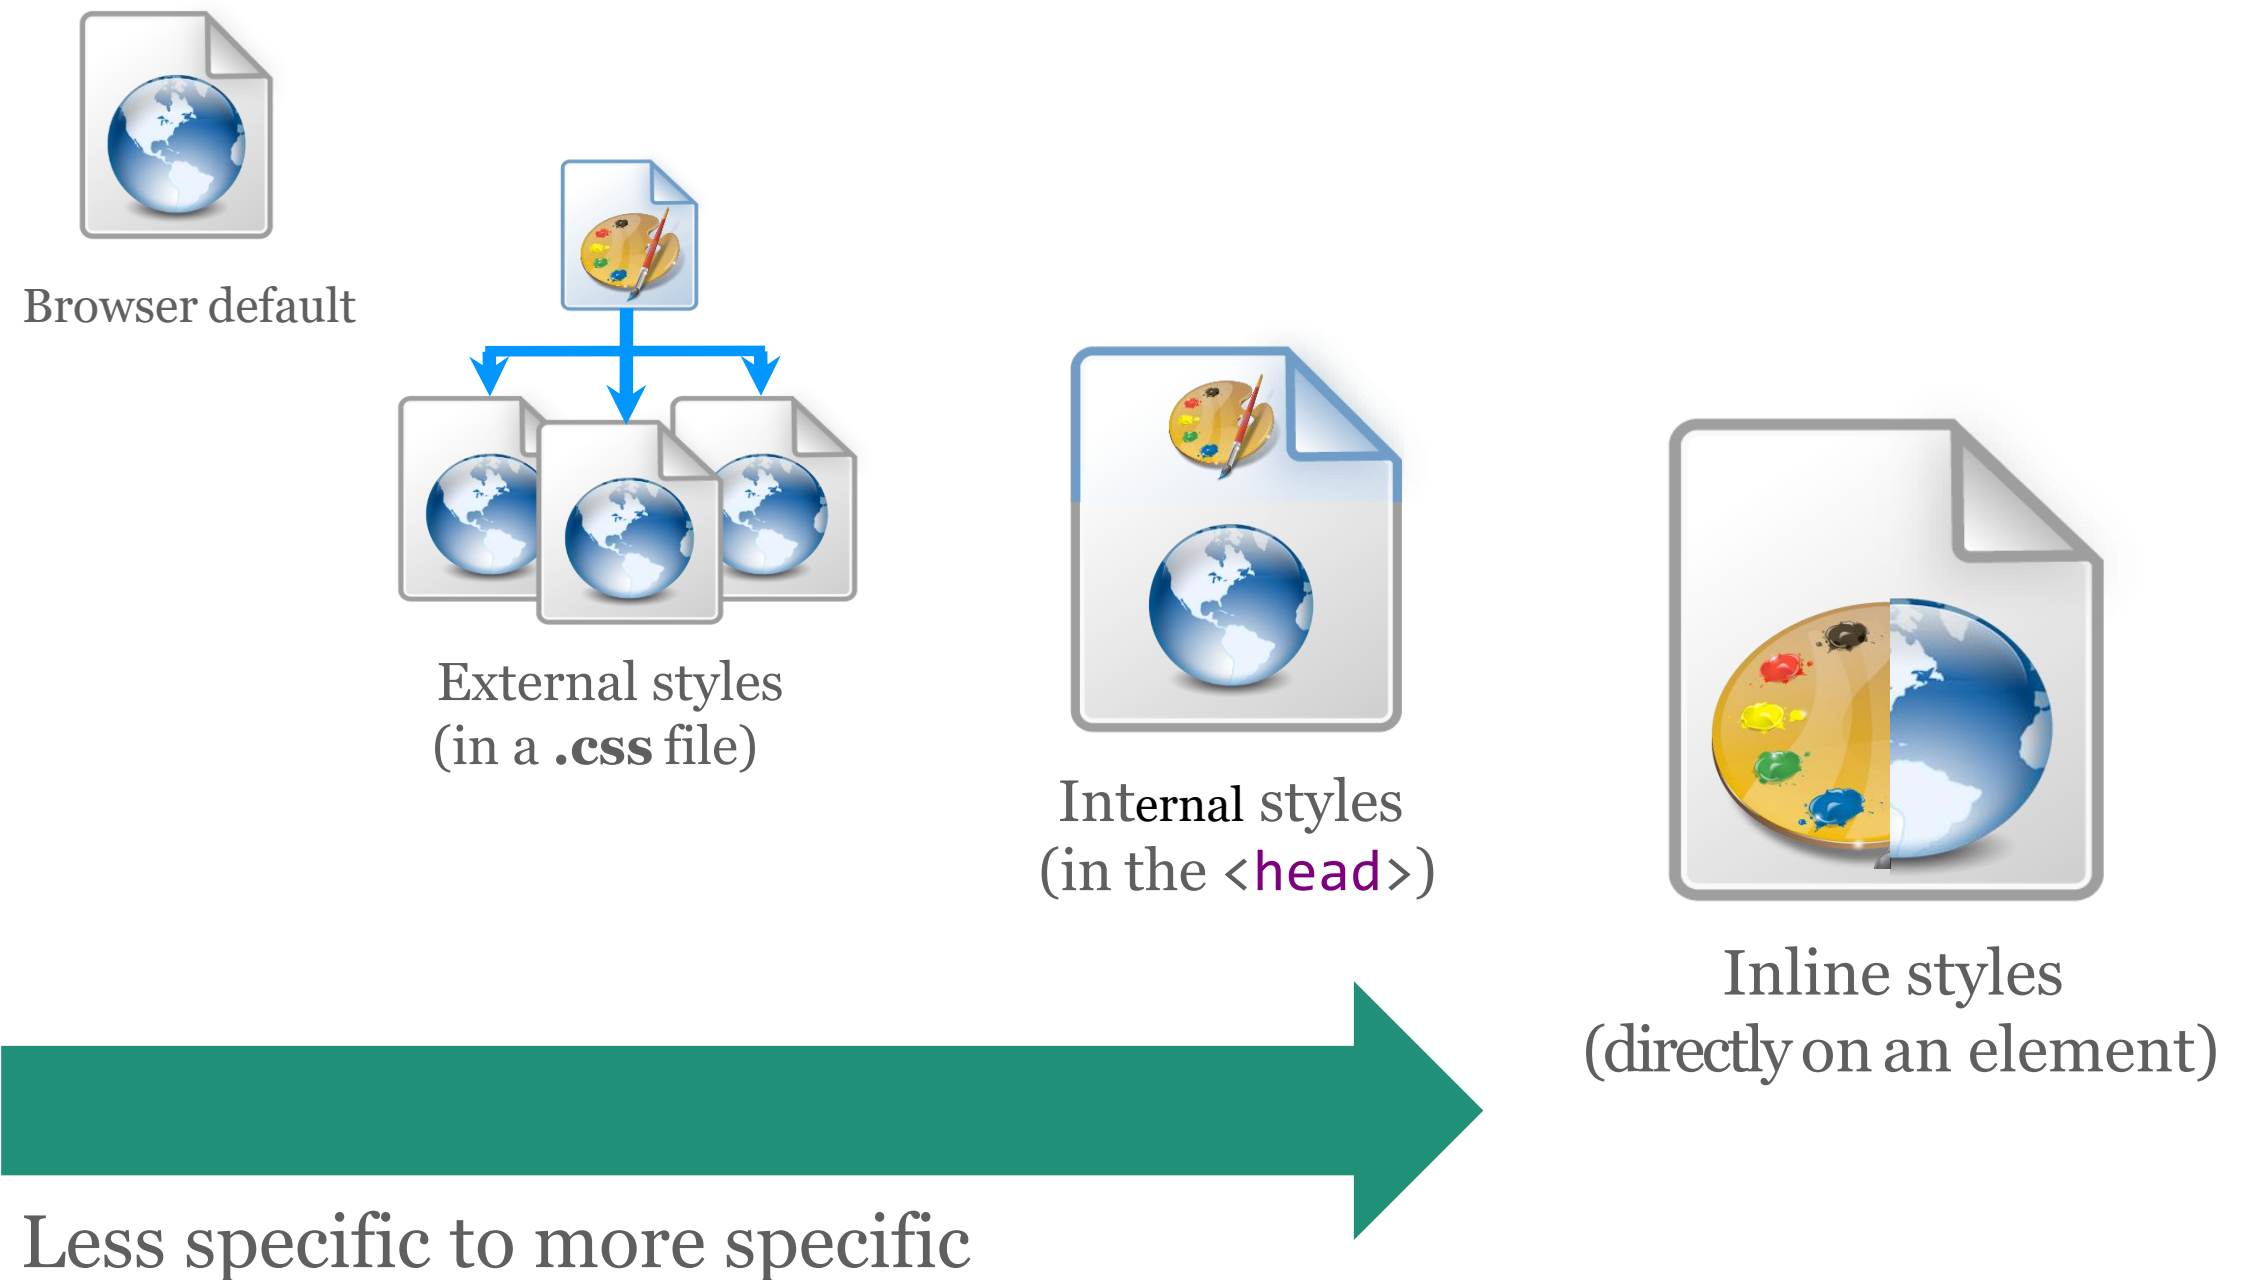 Browser default
External styles
(in a .css file)
Internal styles
(in the <head>)
Inline styles
(directly on an element)
Less specific to more specific